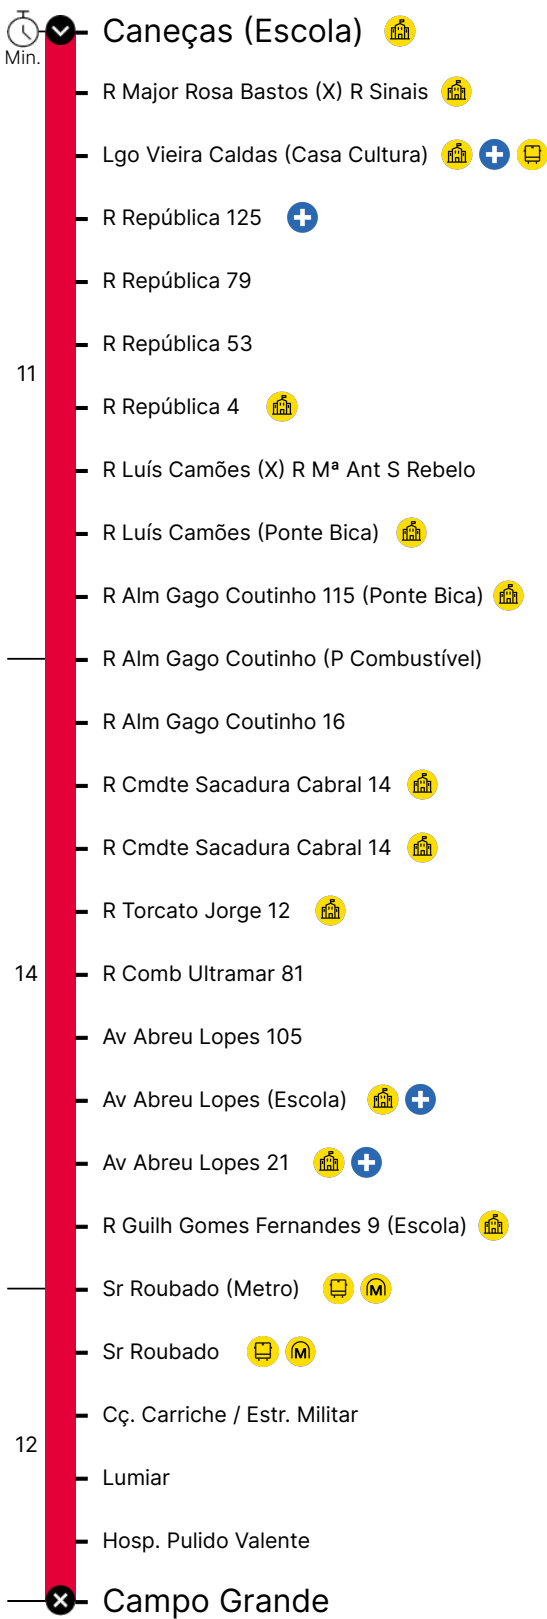 Caneças (Escola)
Min.
R Major Rosa Bastos (X) R Sinais
Lgo Vieira Caldas (Casa Cultura)
R República 125
R República 79
R República 53
11
R República 4
R Luís Camões (X) R Mª Ant S Rebelo
R Luís Camões (Ponte Bica)
R Alm Gago Coutinho 115 (Ponte Bica)
R Alm Gago Coutinho (P Combustível)
R Alm Gago Coutinho 16
R Cmdte Sacadura Cabral 14
R Cmdte Sacadura Cabral 14
R Torcato Jorge 12
14
R Comb Ultramar 81
Av Abreu Lopes 105
Av Abreu Lopes (Escola)
Av Abreu Lopes 21
R Guilh Gomes Fernandes 9 (Escola)
Sr Roubado (Metro)
M
Sr Roubado
M
Cç. Carriche / Estr. Militar
12
Lumiar
Hosp. Pulido Valente
Campo Grande